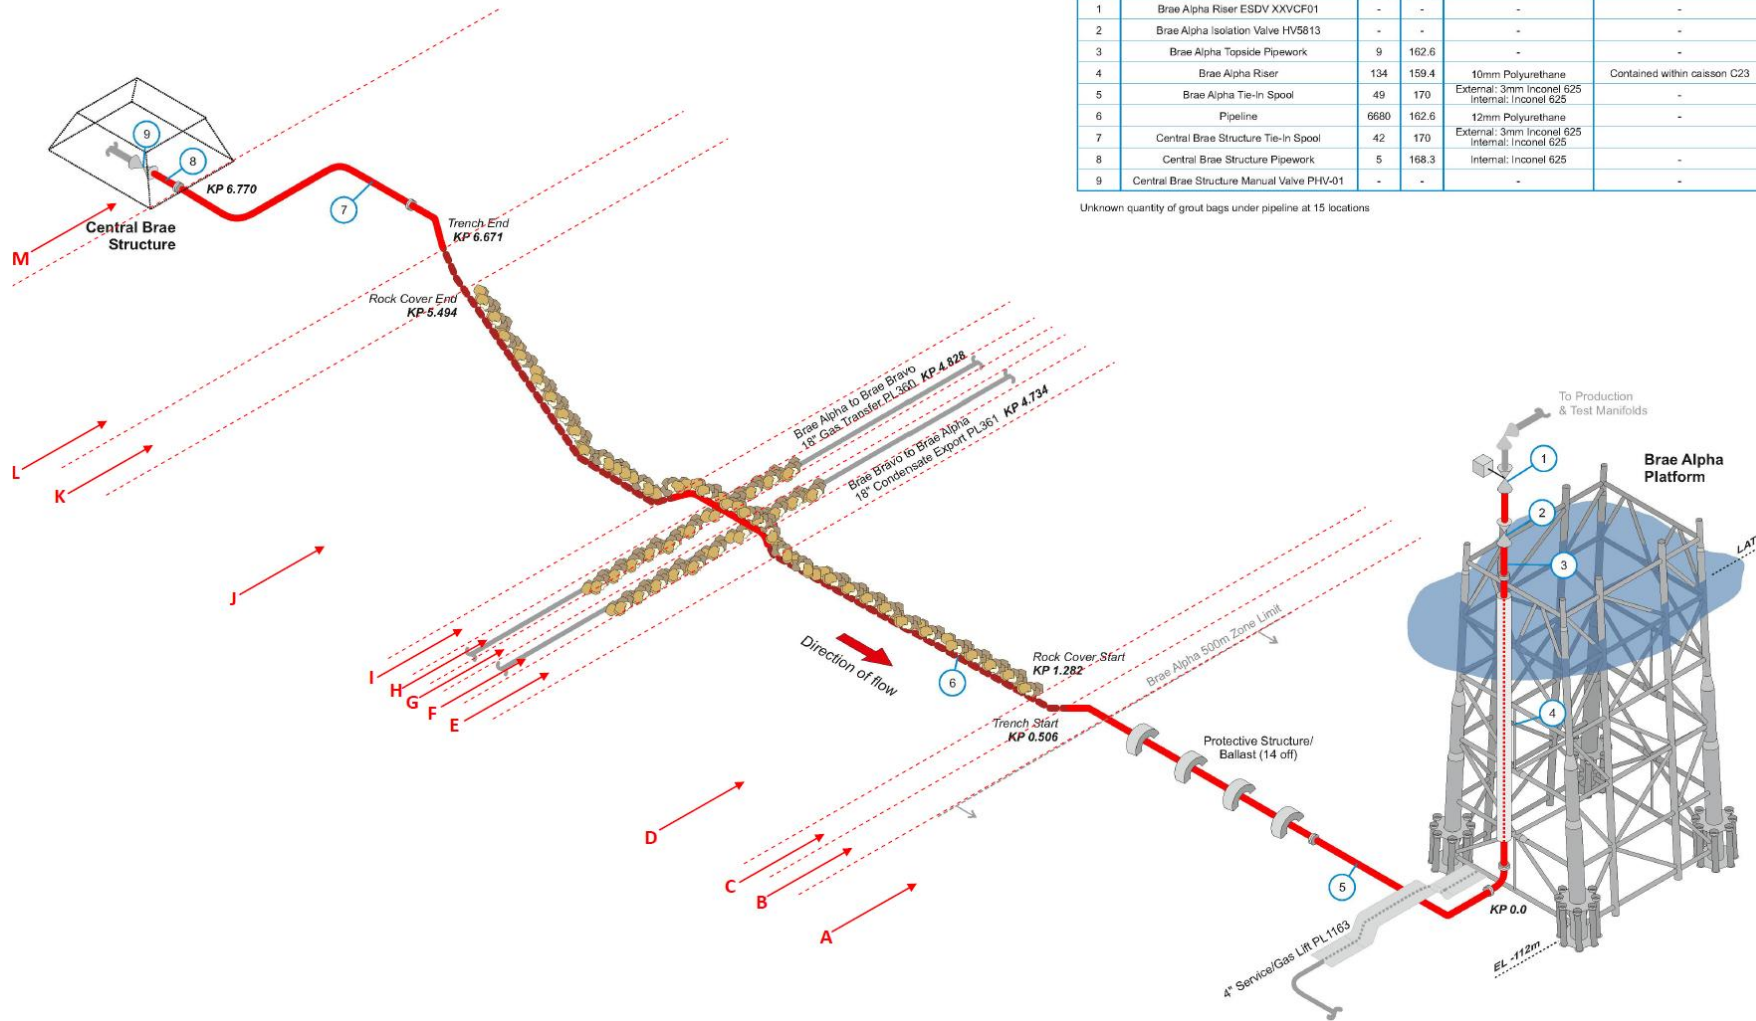 1 Brae Alpha Riser ESDV XXVCF01 - - - -
2 Brae Alpha Isolation Valve HV5813 - - - -
3 Brae Alpha Topside Pipework 9 162.6 - -
4 Brae Alpha Riser 134 159.4 10mm Polyurethane Contained within caisson C23
5 Brae Alpha Tie-In Spool 49 170 External: 3mm Inconel 625 -
Internal: Inconel 625
6 Pipeline 6680 162.6 12mm Polyurethane -
7 Central Brae Structure Tie-In Spool 42 170 External: 3mm Inconel 625 -
Internal: Inconel 625
8 Central Brae Structure Pipework 5 168.3 Internal: Inconel 625 -
9 Central Brae Structure Manual Valve PHV-01 - - - -
Unknown quantity of grout bags under pipeline at 15 locations
9
8
KP 6.770
7
Central Brae
Structure
M
Trench End
KP 6.671
Rock Cover End
KP 5.494
L
K
J
Brae Alpha to Brae Bravo
18" Gas Transfer PL360 KP 4.828
Brae Bravo to Brae Alpha
18" Condensate Export PL361 KP 4.734
I
H
G
F
E
Direction of flow
6
Rock Cover Start
KP 1.282
Brae Alpha 500m Zone Limit
Trench Start
KP 0.506
Protective Structure/
Ballast (14 off)
D
C
B
A
5
4" Service/Gas Lift PL1163
KP 0.0
EL -112m
To Production
& Test Manifolds
Brae Alpha
Platform
1
2
3
4
LAT